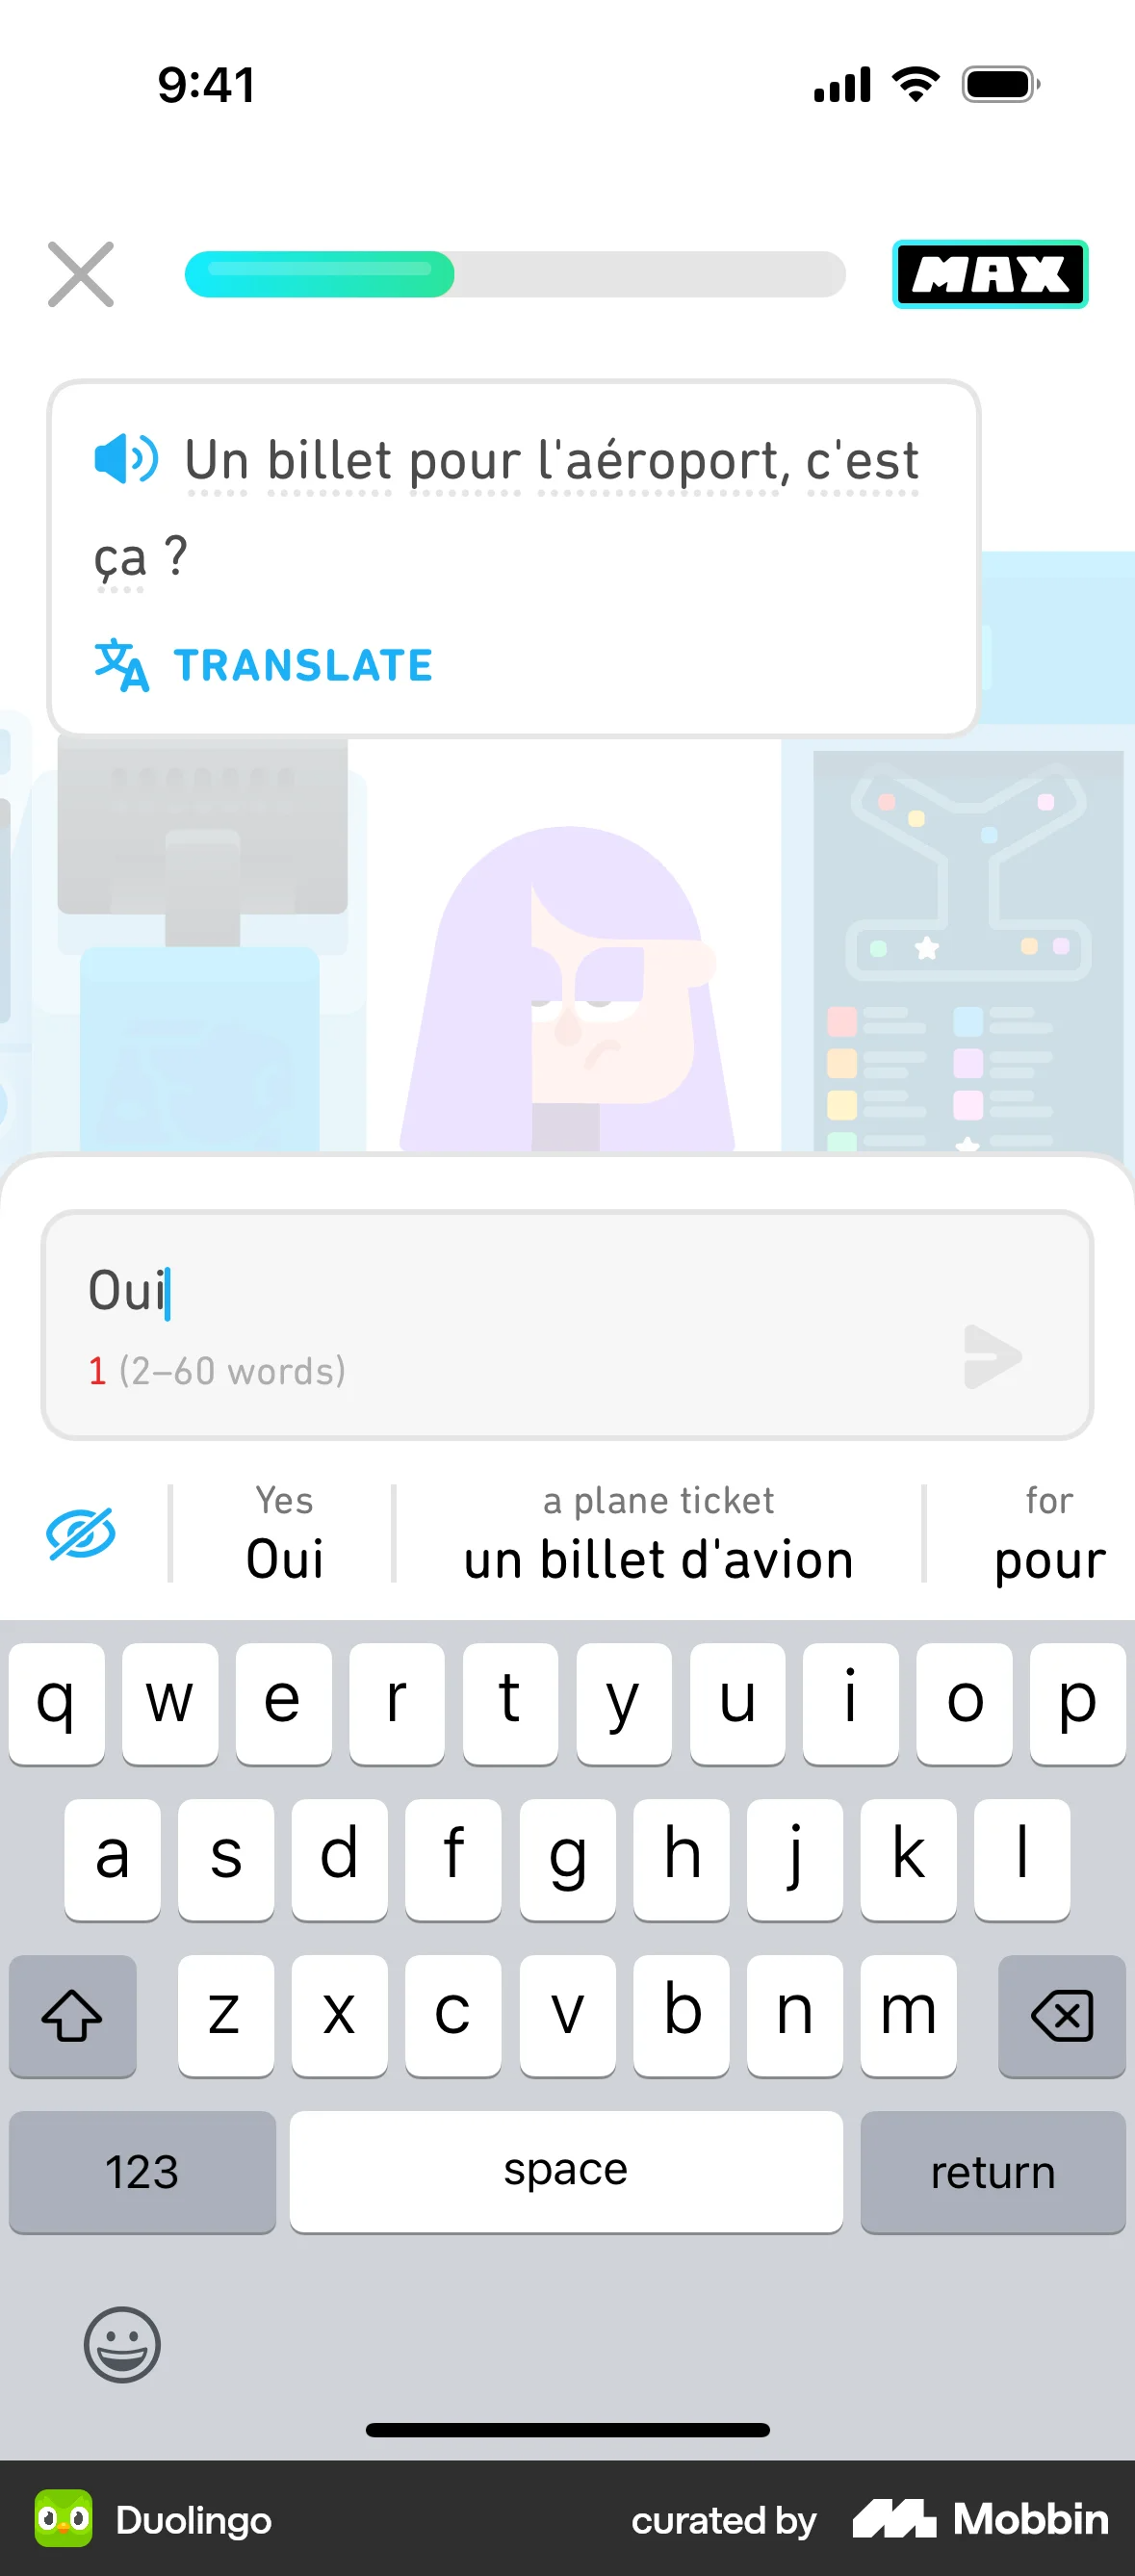 9:41
MAX
Un billet pour l'aéroport, c'est
ça ?
TRANSLATE
Oui
1 (2–60 words)
Yes
Oui
a plane ticket
un billet d'avion
for
pour
q w e r t y u i o p
a s d f g h j k l
z x c v b n m
123 space return
Duolingo curated by Mobbin